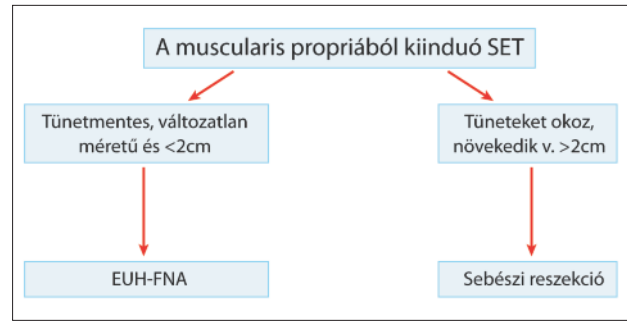 A muscularis propriából kiinduó SET
Tünetmentes, változatlan
méretű és <2cm
Tüneteket okoz,
növekedik v. >2cm
EUH-FNA
Sebészi reszekció